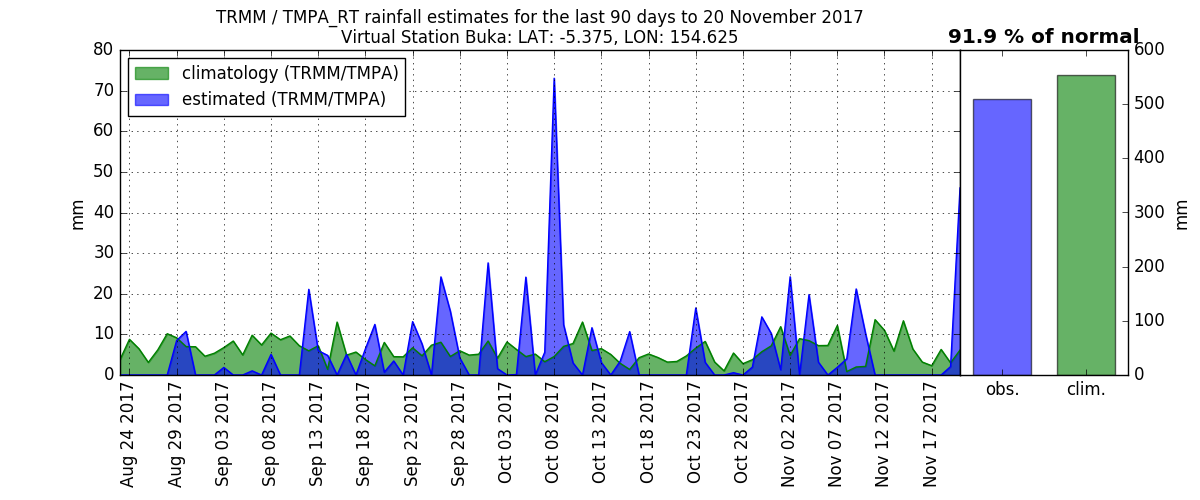 TRMM / TMPA_RT rainfall estimates for the last 90 days to 20 November 2017
Virtual Station Buka: LAT: -5.375, LON: 154.625
91.9 % of normal
climatology (TRMM/TMPA)
estimated (TRMM/TMPA)
mm
80
70
60
50
40
30
20
10
0
Aug 24 2017
Aug 29 2017
Sep 03 2017
Sep 08 2017
Sep 13 2017
Sep 18 2017
Sep 23 2017
Sep 28 2017
Oct 03 2017
Oct 08 2017
Oct 13 2017
Oct 18 2017
Oct 23 2017
Oct 28 2017
Nov 02 2017
Nov 07 2017
Nov 12 2017
Nov 17 2017
600
500
400
300
200
100
0
mm
obs.
clim.